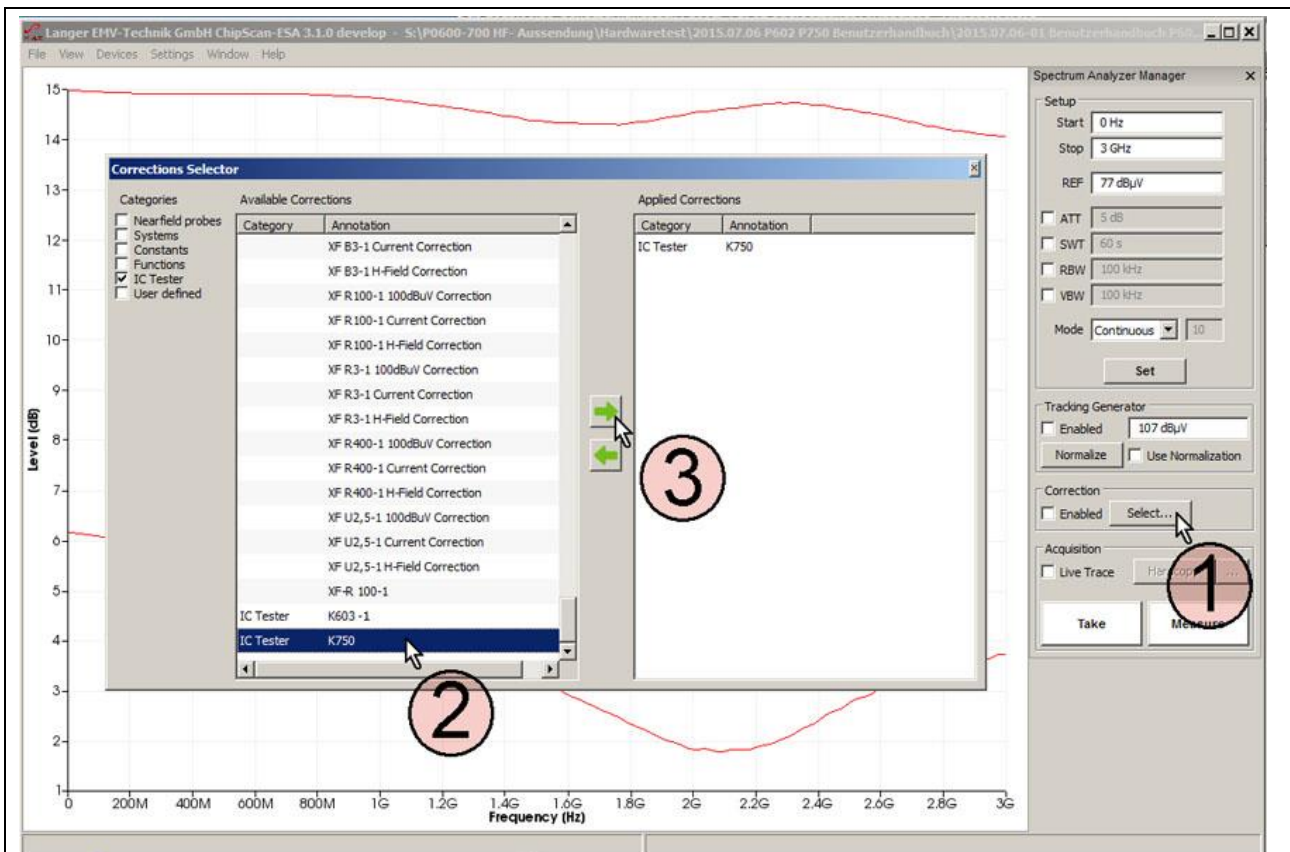 Langer EMV-Technik GmbH ChipScan-ESA 3.1.0 develop - S:\P0600-700 HF- Aussendung\Hardwaretest\2015.07.06 P602 P750 Benutzerhandbuch\2015.07.06-01 Benutzerhandbuch P60...
File View Devices Settings Window Help
15
14
13
12
11
10
9
8
7
6
5
4
3
2
1
Level (dB)
0 200M 400M 600M 800M 1G 1.2G 1.4G 1.6G 1.8G 2G 2.2G 2.4G 2.6G 2.8G 3G
Frequency (Hz)
Corrections Selector
Categories
Nearfield probes
Systems
Constants
Functions
IC Tester
User defined
Available Corrections
Category Annotation
XF B3-1 Current Correction
XF B3-1 H-Field Correction
XF R100-1 100dBuV Correction
XF R100-1 Current Correction
XF R100-1 H-Field Correction
XF R3-1 100dBuV Correction
XF R3-1 Current Correction
XF R3-1 H-Field Correction
XF R400-1 100dBuV Correction
XF R400-1 Current Correction
XF R400-1 H-Field Correction
XF U2,5-1 100dBuV Correction
XF U2,5-1 Current Correction
XF U2,5-1 H-Field Correction
XF-R 100-1
IC Tester K603 -1
IC Tester K750
2
3
Applied Corrections
Category Annotation
IC Tester K750
Spectrum Analyzer Manager
Setup
Start 0 Hz
Stop 3 GHz
REF 77 dBµV
ATT 5 dB
SWT 60 s
RBW 100 kHz
VBW 100 kHz
Mode Continuous 10
Set
Tracking Generator
Enabled 107 dBµV
Normalize Use Normalization
Correction
Enabled Select...
Acquisition
Live Trace
1
Take Measure